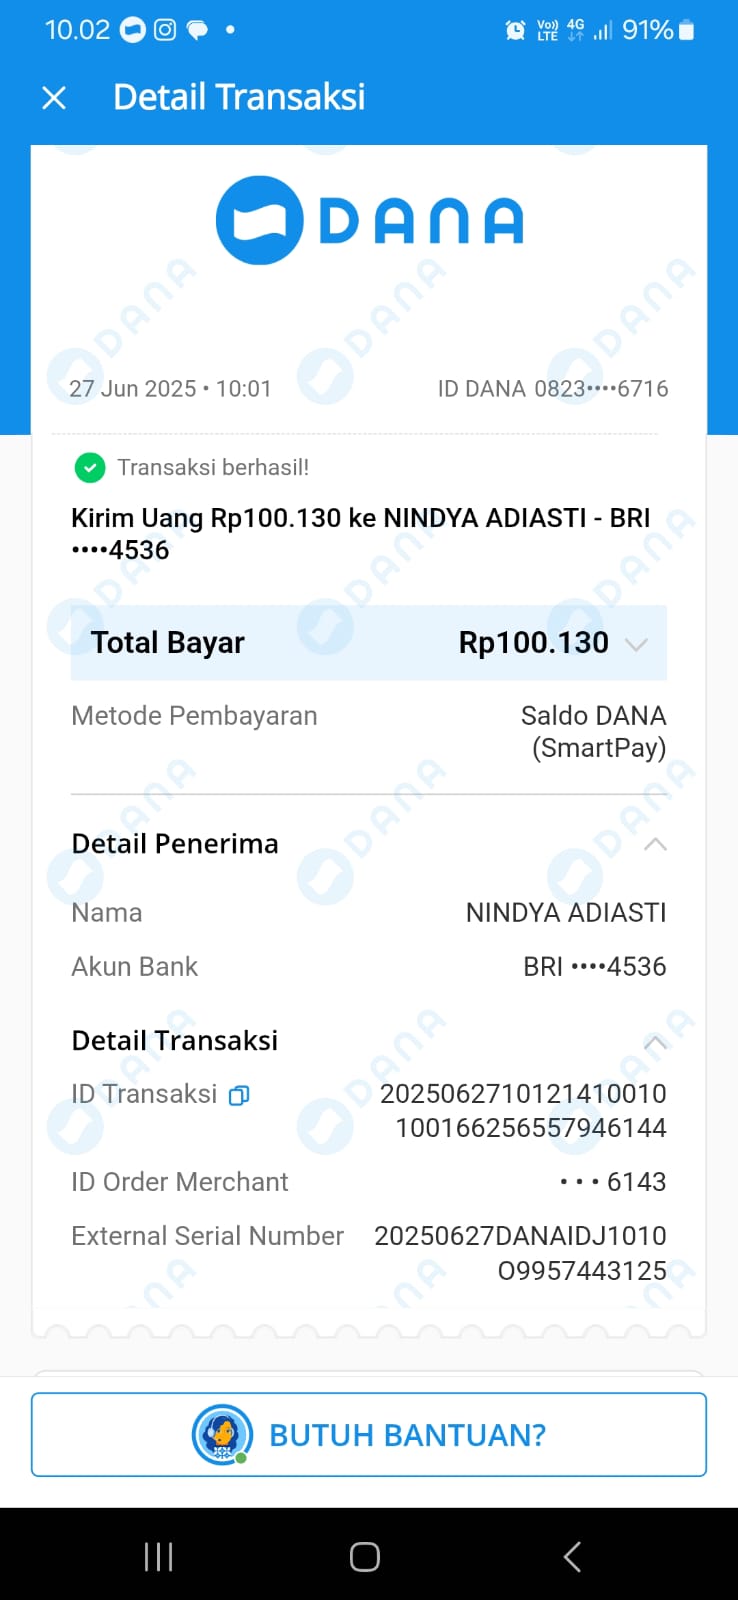 10.02
Vo)) LTE 4G 91%
Detail Transaksi
DANA
27 Jun 2025 • 10:01
ID DANA 0823••••6716
Transaksi berhasil!
Kirim Uang Rp100.130 ke NINDYA ADIASTI - BRI
••••4536
Total Bayar Rp100.130
Metode Pembayaran Saldo DANA
(SmartPay)
Detail Penerima
Nama NINDYA ADIASTI
Akun Bank BRI ••••4536
Detail Transaksi
ID Transaksi 2025062710121410010
100166256557946144
ID Order Merchant • • • 6143
External Serial Number 20250627DANAIDJ1010
O9957443125
BUTUH BANTUAN?